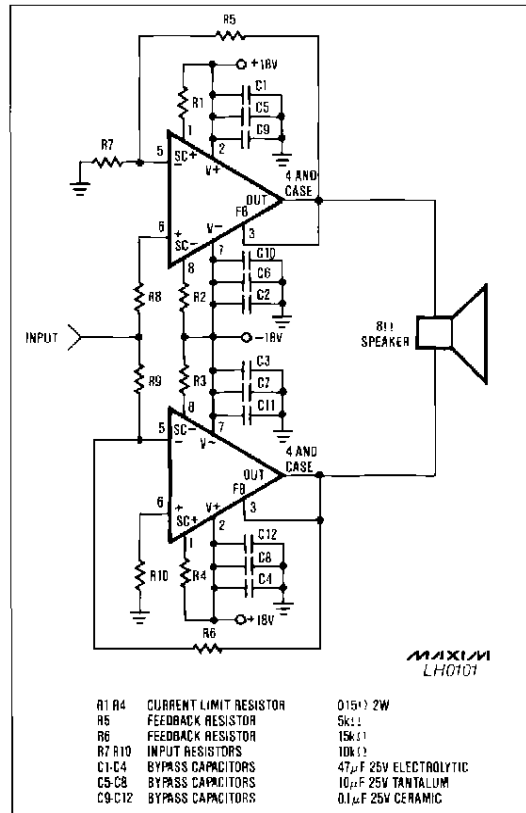 R5
+18V
R1
C1
C5
C9
R7
1
2
5
SC+
−
V+
4 AND
CASE
OUT
FB
3
6
+
SC−
V−
7
8
C10
C6
C2
R8
R2
INPUT
−18V
8Ω
SPEAKER
R9
R3
C3
C7
C11
8
7
5
SC−
−
V−
4 AND
CASE
OUT
FB
3
6
+
SC+
V+
2
1
C12
C8
C4
R10
R4
+18V
R6
MAXIM
LH0101
R1 R4 CURRENT LIMIT RESISTOR 0.15Ω 2W
R5 FEEDBACK RESISTOR 5kΩ
R6 FEEDBACK RESISTOR 15kΩ
R7 R10 INPUT RESISTORS 10kΩ
C1-C4 BYPASS CAPACITORS 47μF 25V ELECTROLYTIC
C5-C8 BYPASS CAPACITORS 10μF 25V TANTALUM
C9-C12 BYPASS CAPACITORS 0.1μF 25V CERAMIC